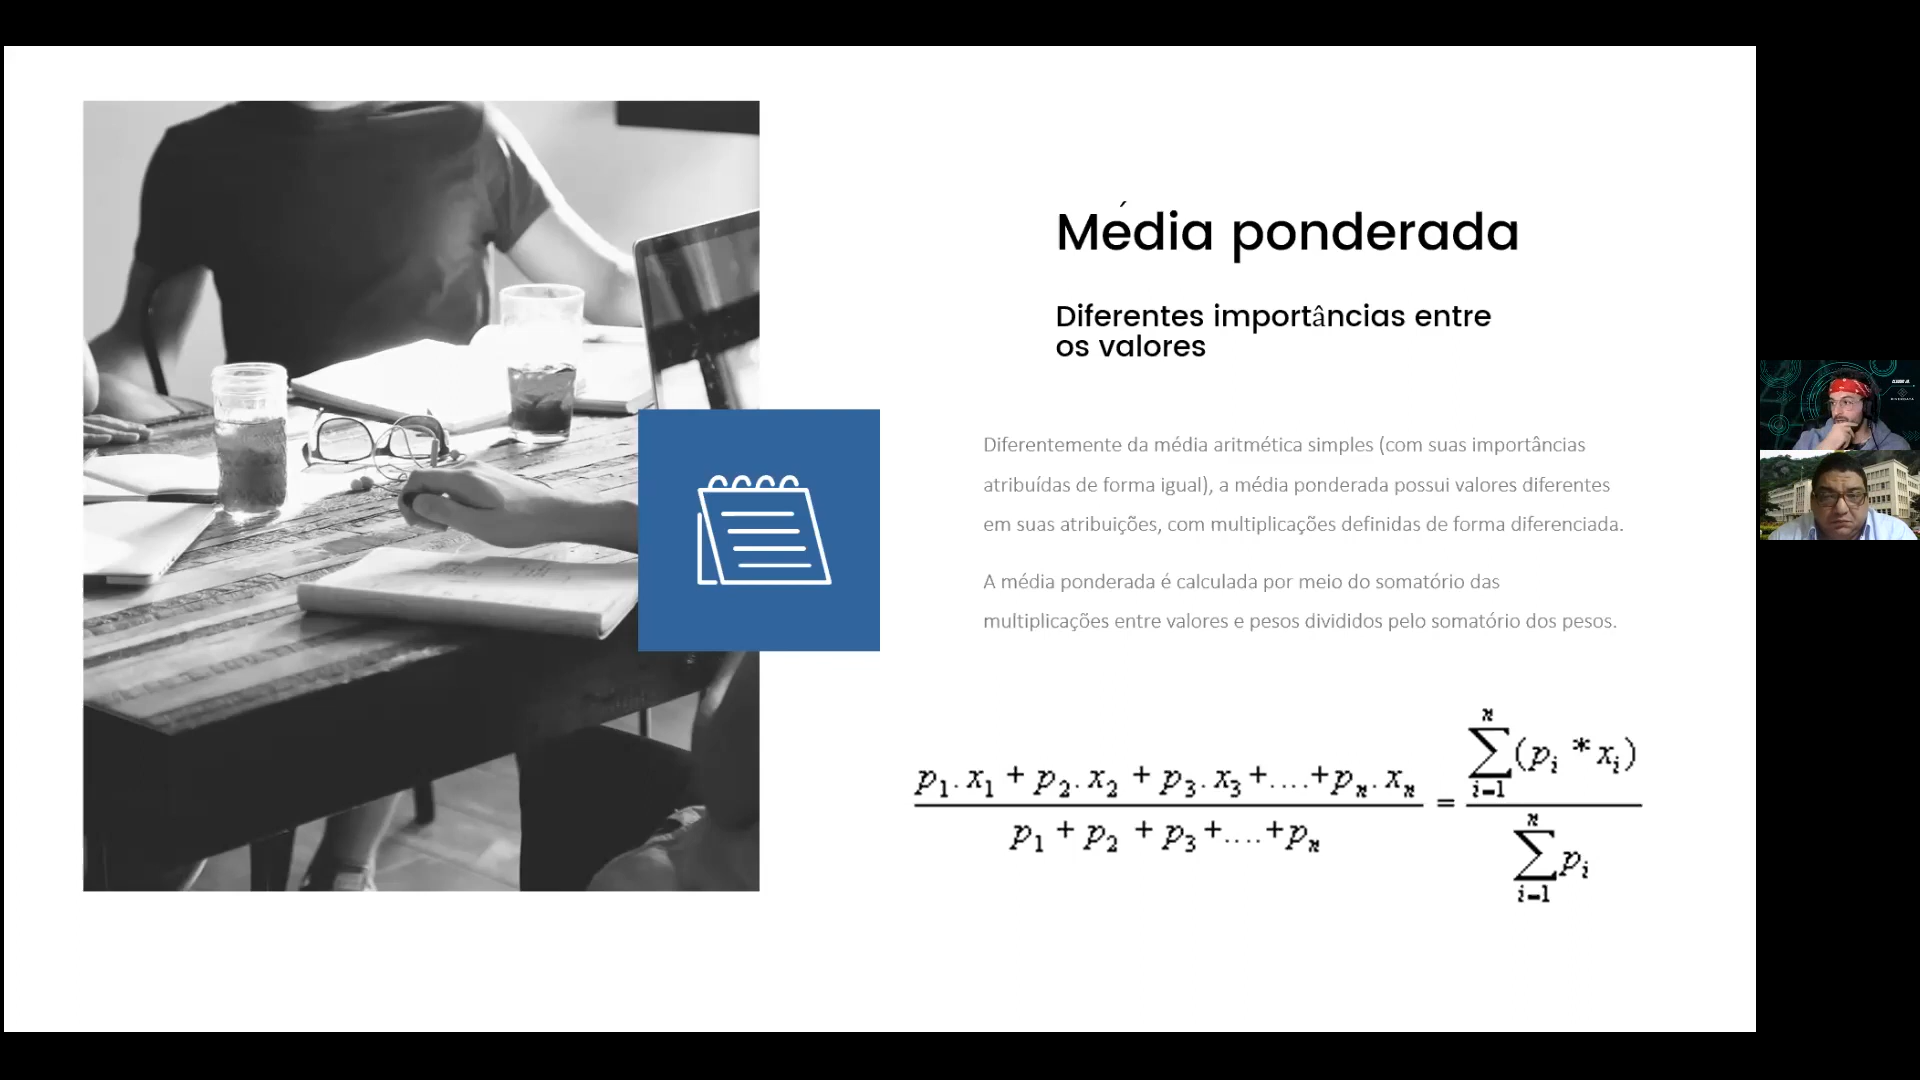 Média ponderada
Diferentes importâncias entre
os valores
Diferentemente da média aritmética simples (com suas importâncias
atribuídas de forma igual), a média ponderada possui valores diferentes
em suas atribuições, com multiplicações definidas de forma diferenciada.
A média ponderada é calculada por meio do somatório das
multiplicações entre valores e pesos divididos pelo somatório dos pesos.
p₁. x₁ + p₂. x₂ + p₃. x₃ +....+pₙ. xₙ / p₁ + p₂ + p₃ +....+pₙ = ∑ⁿᵢ₌₁(pᵢ * xᵢ) / ∑ⁿᵢ₌₁pᵢ